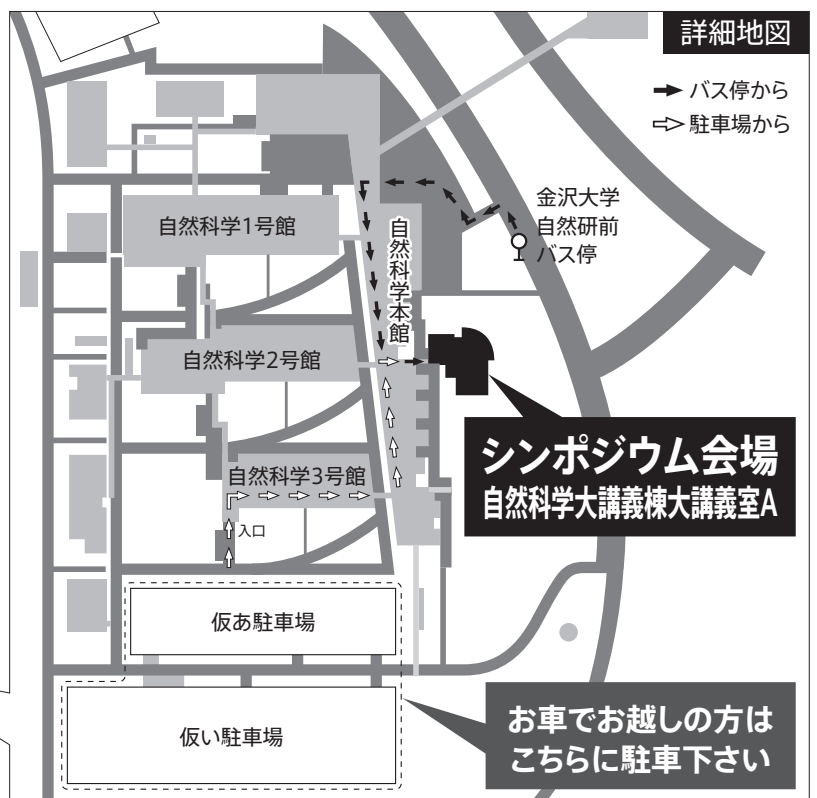 詳細地図
バス停から
駐車場から
金沢大学
自然研前
バス停
自然科学1号館
自然科学本館
自然科学2号館
シンポジウム会場
自然科学大講義棟大講義室A
自然科学3号館
入口
仮あ駐車場
仮い駐車場
お車でお越しの方は
こちらに駐車下さい